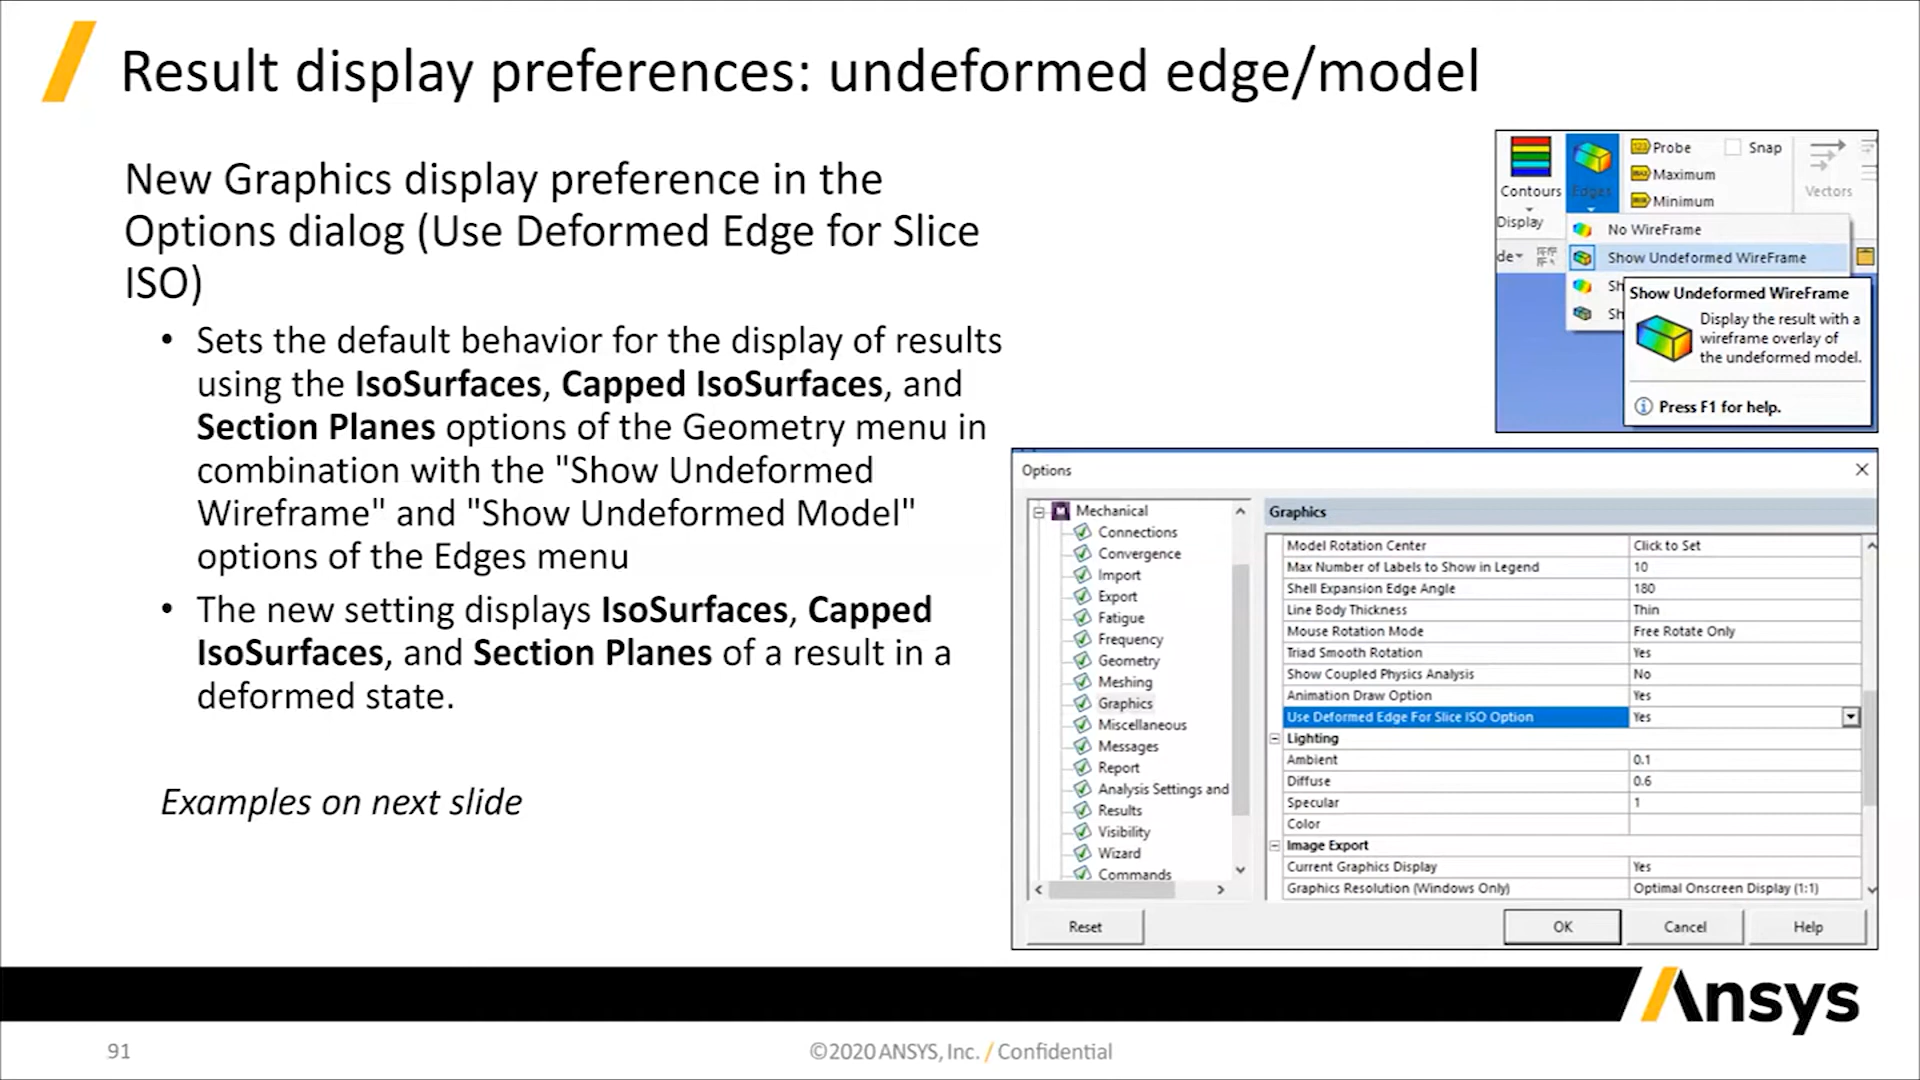 Result display preferences: undeformed edge/model
New Graphics display preference in the
Options dialog (Use Deformed Edge for Slice
ISO)
• Sets the default behavior for the display of results
using the IsoSurfaces, Capped IsoSurfaces, and
Section Planes options of the Geometry menu in
combination with the "Show Undeformed
Wireframe" and "Show Undeformed Model"
options of the Edges menu
• The new setting displays IsoSurfaces, Capped
IsoSurfaces, and Section Planes of a result in a
deformed state.
Examples on next slide
Contours
Edges
Probe
Snap
Maximum
Minimum
Vectors
Display
No WireFrame
de
Show Undeformed WireFrame
Sh
Sh
Show Undeformed WireFrame
Display the result with a
wireframe overlay of
the undeformed model.
Press F1 for help.
Options
Mechanical
Connections
Convergence
Import
Export
Fatigue
Frequency
Geometry
Meshing
Graphics
Miscellaneous
Messages
Report
Analysis Settings and
Results
Visibility
Wizard
Commands
Graphics
Model Rotation Center Click to Set
Max Number of Labels to Show in Legend 10
Shell Expansion Edge Angle 180
Line Body Thickness Thin
Mouse Rotation Mode Free Rotate Only
Triad Smooth Rotation Yes
Show Coupled Physics Analysis No
Animation Draw Option Yes
Use Deformed Edge For Slice ISO Option Yes
Lighting
Ambient 0.1
Diffuse 0.6
Specular 1
Color
Image Export
Current Graphics Display Yes
Graphics Resolution (Windows Only) Optimal Onscreen Display (1:1)
Reset
OK
Cancel
Help
Ansys
91
©2020 ANSYS, Inc. / Confidential